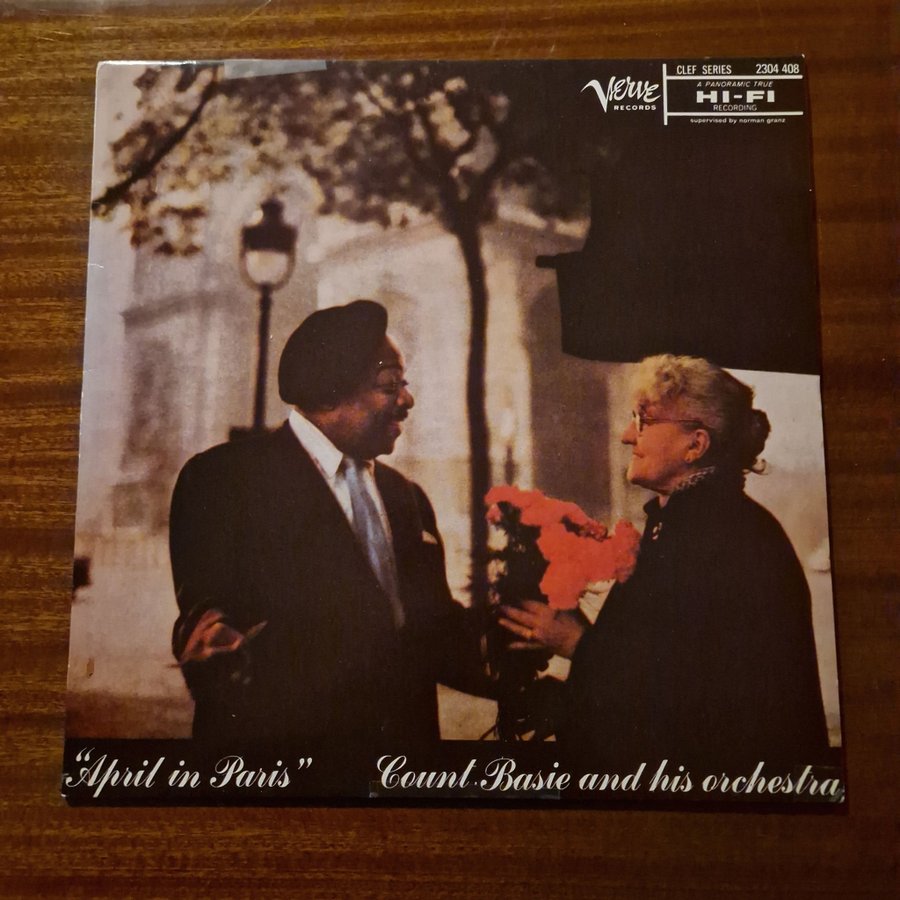 Verve
RECORDS
CLEF SERIES 2304 408
A PANORAMIC TRUE
HI-FI
RECORDING
supervised by norman granz
"April in Paris" Count Basie and his orchestra